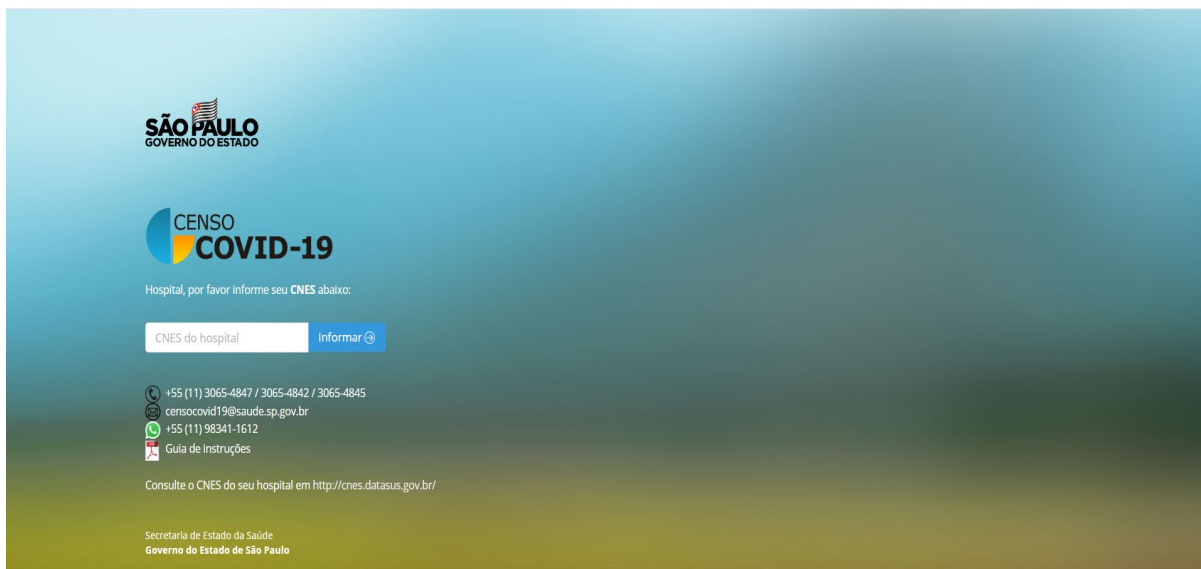 SÃO PAULO
GOVERNO DO ESTADO
CENSO
COVID-19
Hospital, por favor informe seu CNES abaixo:
CNES do hospital
Informar
+55 (11) 3065-4847 / 3065-4842 / 3065-4845
censocovid19@saude.sp.gov.br
+55 (11) 98341-1612
Guia de instruções
Consulte o CNES do seu hospital em http://cnes.datasus.gov.br/
Secretaria de Estado da Saúde
Governo do Estado de São Paulo